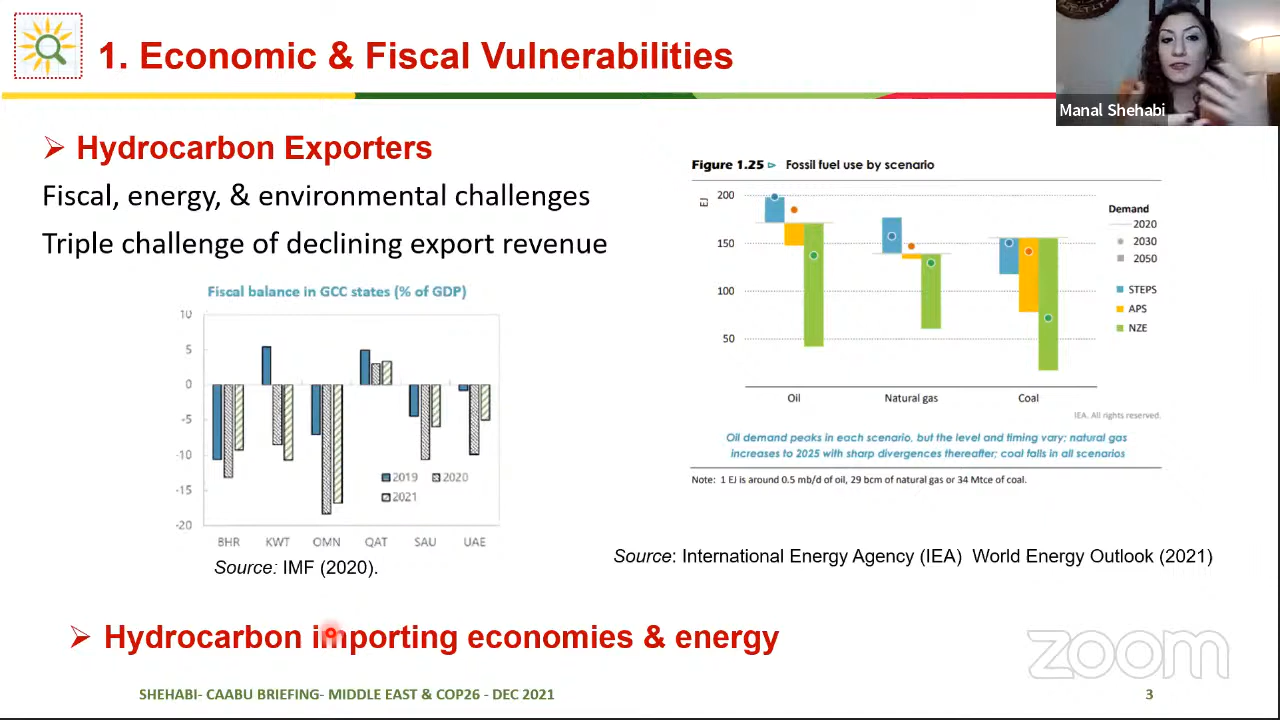 1. Economic & Fiscal Vulnerabilities
Manal Shehabi
➢ Hydrocarbon Exporters
Fiscal, energy, & environmental challenges
Triple challenge of declining export revenue
Fiscal balance in GCC states (% of GDP)
10
5
0
-5
-10
-15
-20
2019 2020
2021
BHR KWT OMN QAT SAU UAE
Source: IMF (2020).
Figure 1.25 ▻ Fossil fuel use by scenario
EJ
200
150
100
50
Oil Natural gas Coal
Demand
2020
2030
2050
STEPS
APS
NZE
IEA. All rights reserved.
Oil demand peaks in each scenario, but the level and timing vary; natural gas
increases to 2025 with sharp divergences thereafter; coal falls in all scenarios
Note: 1 EJ is around 0.5 mb/d of oil, 29 bcm of natural gas or 34 Mtce of coal.
Source: International Energy Agency (IEA) World Energy Outlook (2021)
➢ Hydrocarbon importing economies & energy
zoom
SHEHABI- CAABU BRIEFING- MIDDLE EAST & COP26 - DEC 2021
3